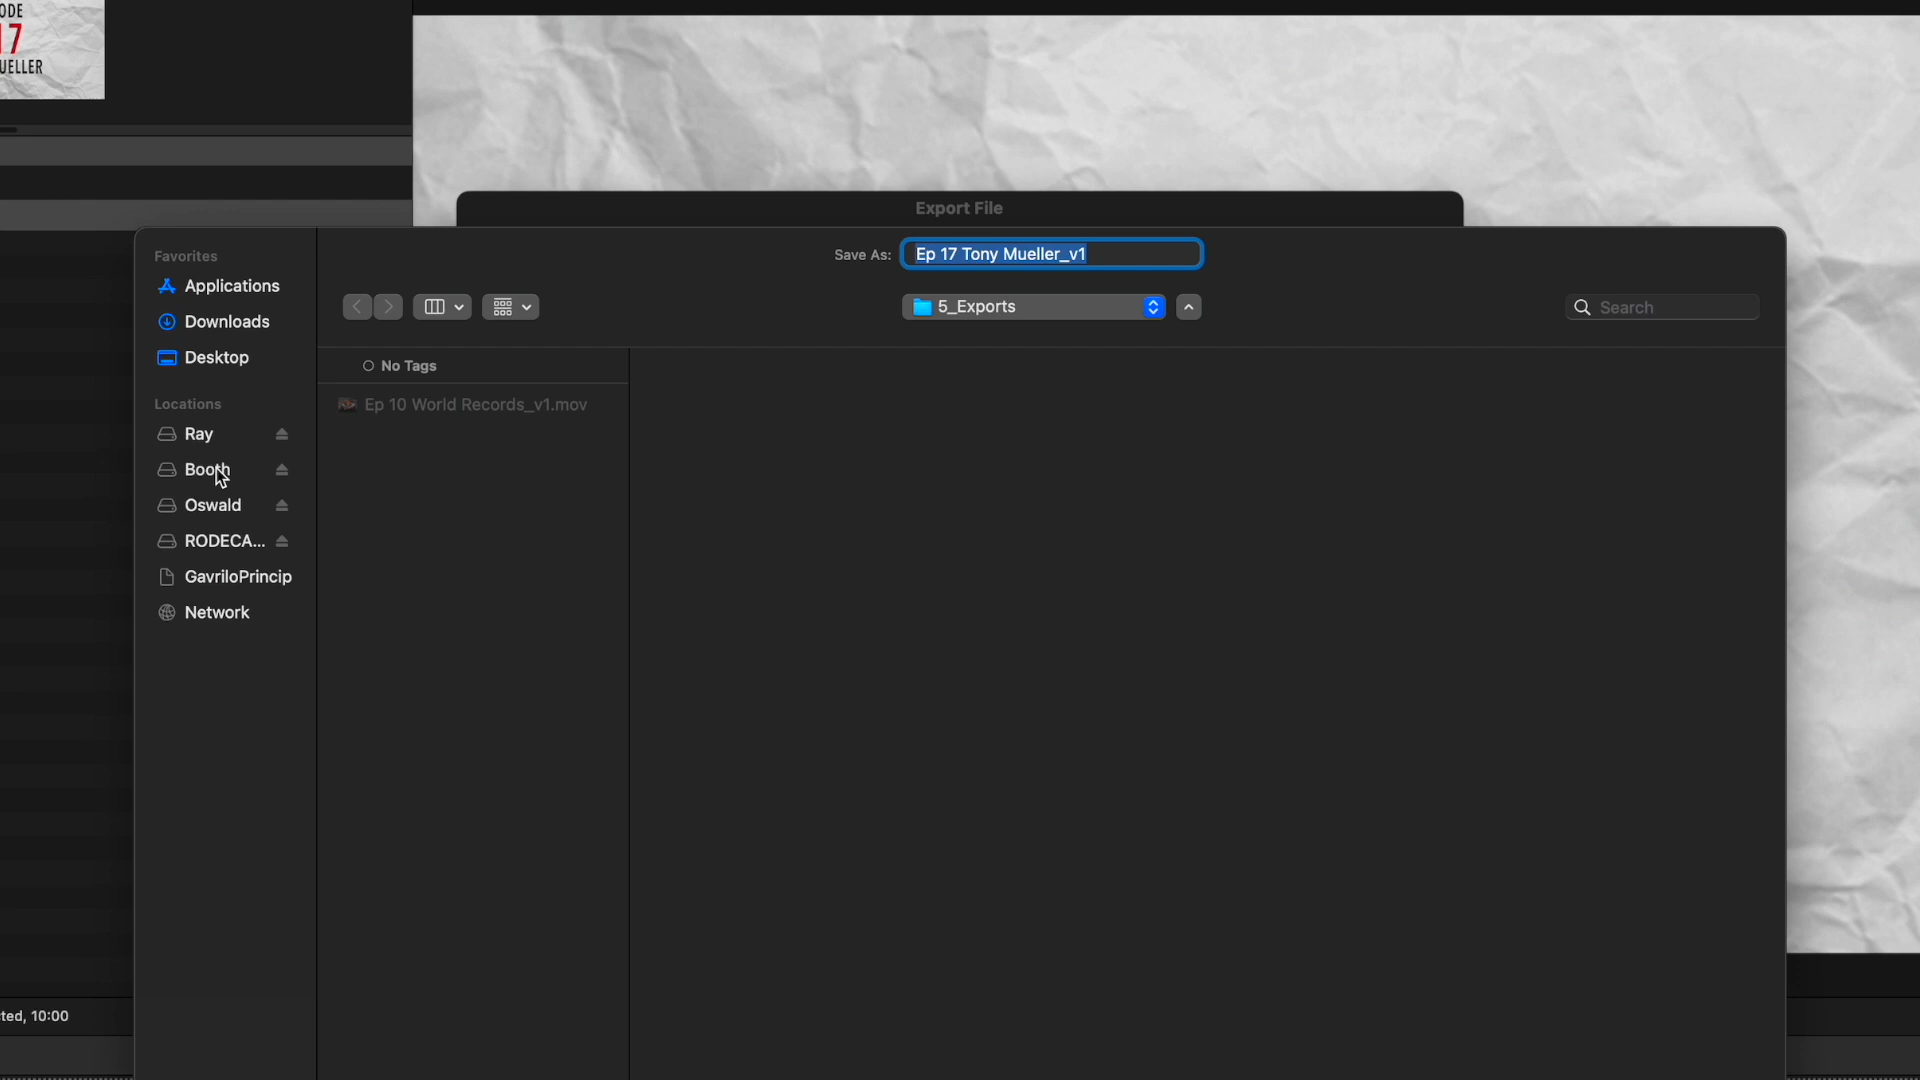 ODE
17
UELLER
Export File
Save As: Ep 17 Tony Mueller_v1
5_Exports
Search
Favorites
Applications
Downloads
Desktop
Locations
Ray
Booth
Oswald
RODECA...
GavriloPrincip
Network
No Tags
Ep 10 World Records_v1.mov
ted, 10:00